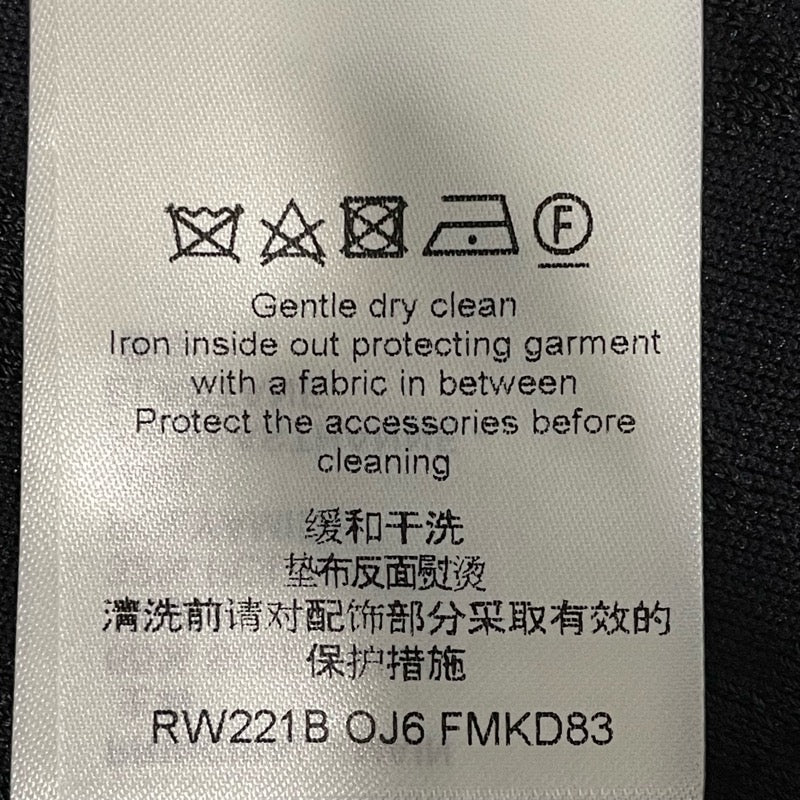 F
Gentle dry clean
Iron inside out protecting garment
with a fabric in between
Protect the accessories before
cleaning
缓和干洗
垫布反面熨烫
清洗前请对配饰部分采取有效的
保护措施
RW221B OJ6 FMKD83